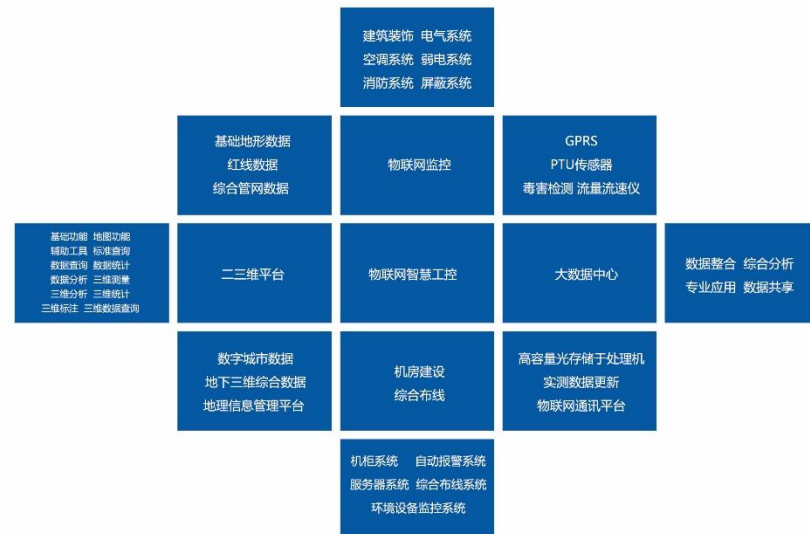 建筑装饰 电气系统
空调系统 弱电系统
消防系统 屏蔽系统
基础地形数据
红线数据
综合管网数据
物联网监控
GPRS
PTU传感器
毒害检测 流量流速仪
基础功能 地图功能
辅助工具 标准查询
数据查询 数据统计
数据分析 三维测量
三维分析 三维统计
三维标注 三维数据查询
二三维平台
物联网智慧工控
大数据中心
数据整合 综合分析
专业应用 数据共享
数字城市数据
地下三维综合数据
地理信息管理平台
机房建设
综合布线
高容量光存储于处理机
实测数据更新
物联网通讯平台
机柜系统 自动报警系统
服务器系统 综合布线系统
环境设备监控系统